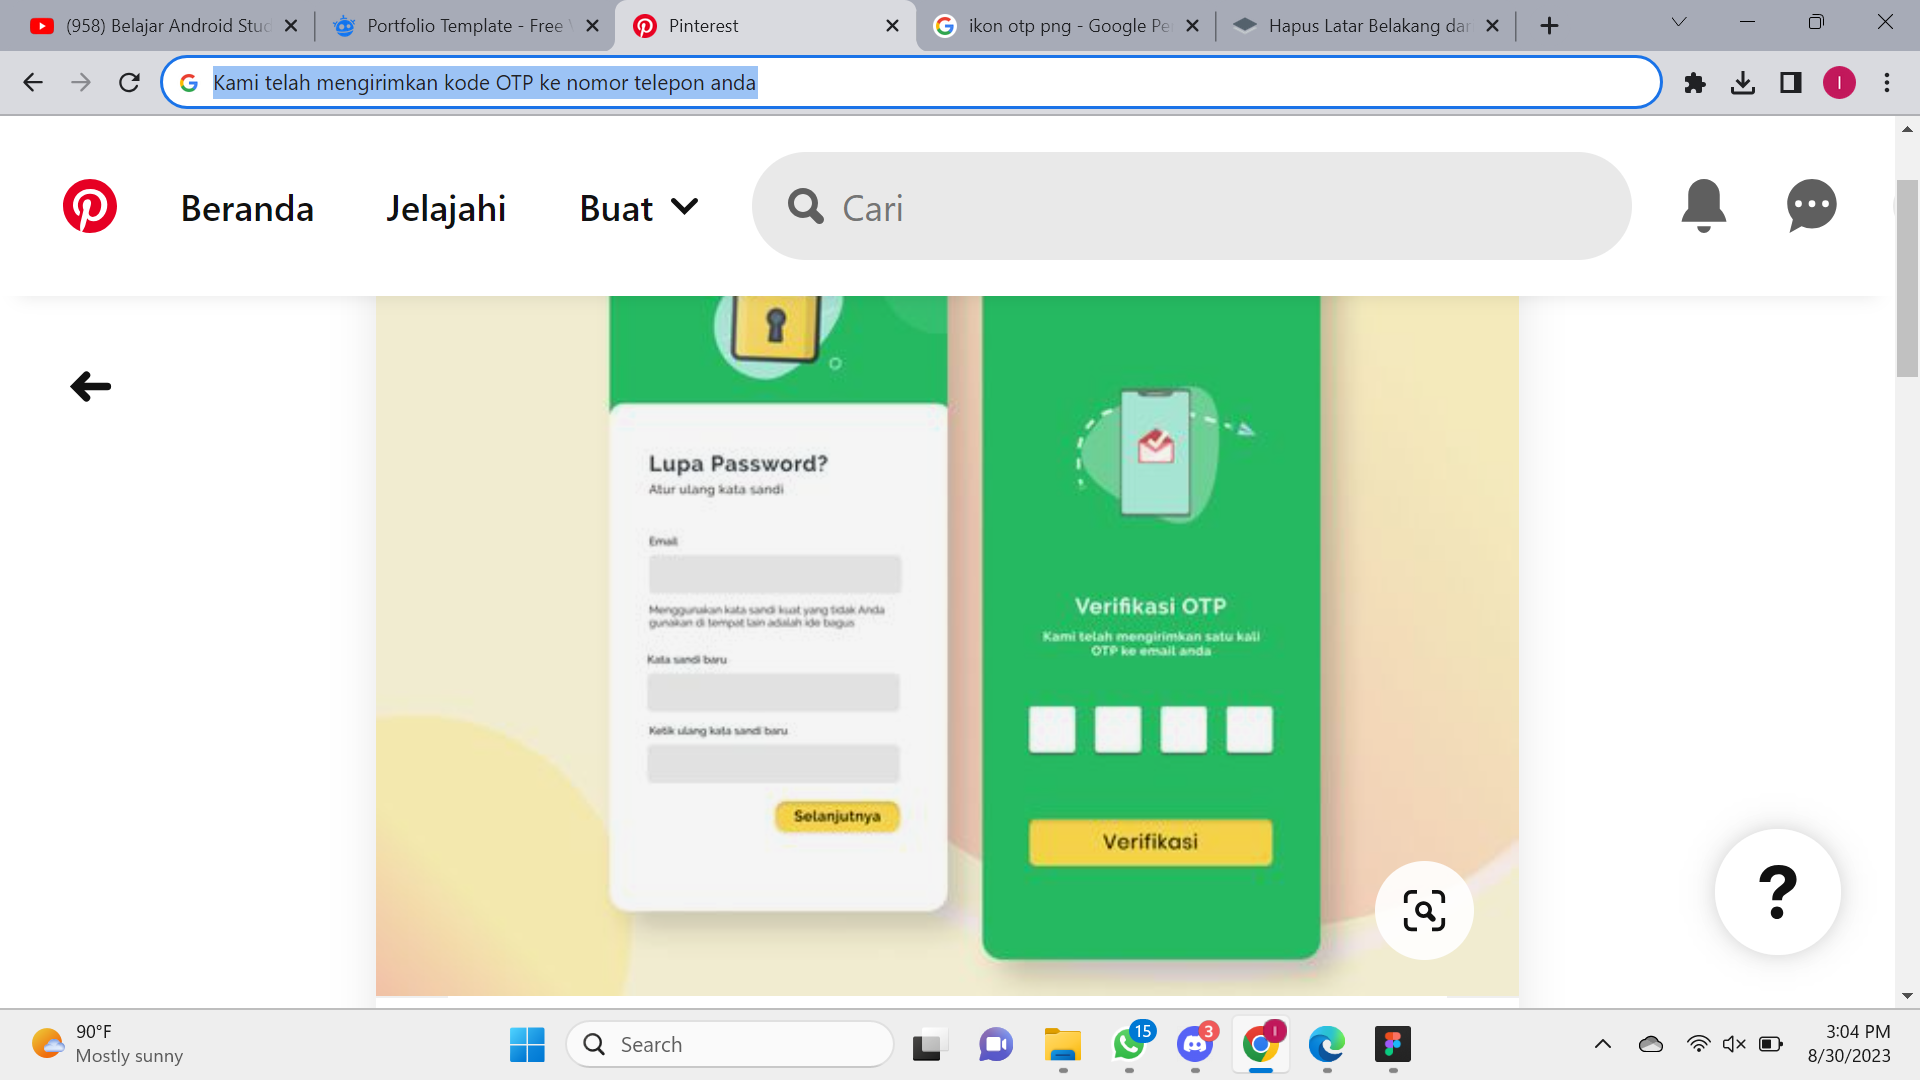 (958) Belajar Android Stud
Portfolio Template - Free
Pinterest
ikon otp png - Google Pe
Hapus Latar Belakang dar
Kami telah mengirimkan kode OTP ke nomor telepon anda
I
Beranda
Jelajahi
Buat
Cari
Lupa Password?
Atur ulang kata sandi
Email
Menggunakan kata sandi kuat yang tidak Anda
gunakan di tempat lain adalah ide bagus
Kata sandi baru
Ketik ulang kata sandi baru
Selanjutnya
Verifikasi OTP
Kami telah mengirimkan satu kali
OTP ke email anda
Verifikasi
?
90°F
Mostly sunny
Search
15
3
I
3:04 PM
8/30/2023